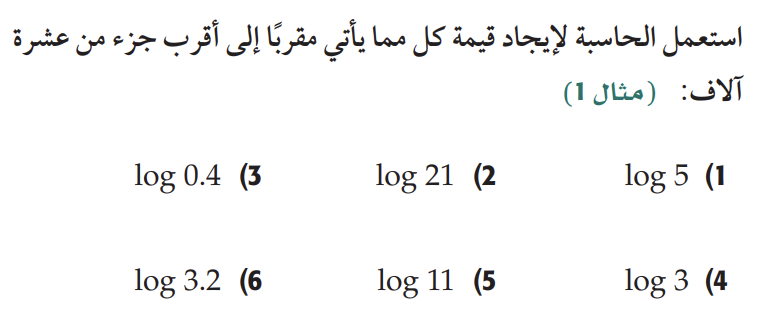 استعمل الحاسبة لإيجاد قيمة كل مما يأتي مقربًا إلى أقرب جزء من عشرة
آلاف: (مثال 1)
1) log 5 2) log 21 3) log 0.4
4) log 3 5) log 11 6) log 3.2